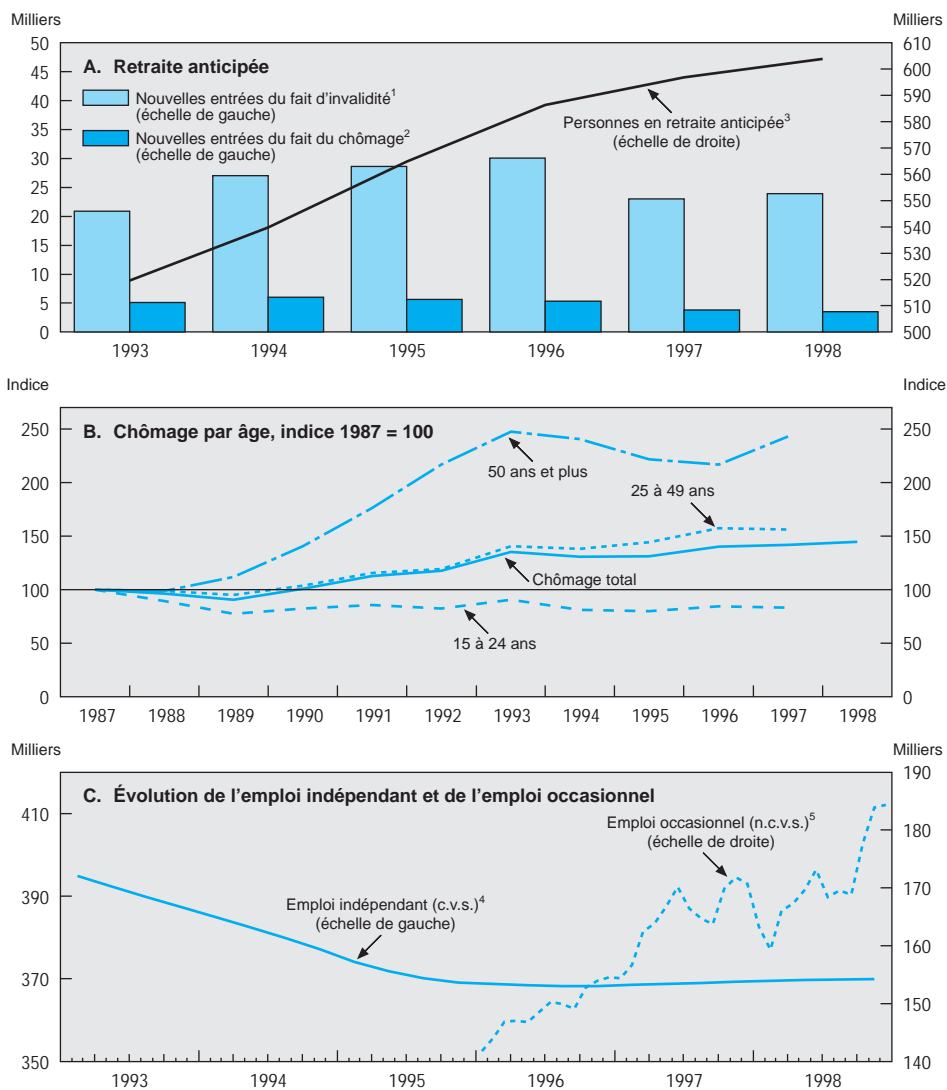 Milliers
Milliers
50
45
40
35
30
25
20
15
10
5
0
610
600
590
580
570
560
550
540
530
520
510
500
A. Retraite anticipée
Nouvelles entrées du fait d'invalidité1
(échelle de gauche)
Nouvelles entrées du fait du chômage2
(échelle de gauche)
Personnes en retraite anticipée3
(échelle de droite)
1993 1994 1995 1996 1997 1998
Indice
Indice
250
200
150
100
50
0
250
200
150
100
50
0
B. Chômage par âge, indice 1987 = 100
50 ans et plus
25 à 49 ans
Chômage total
15 à 24 ans
1987 1988 1989 1990 1991 1992 1993 1994 1995 1996 1997 1998
Milliers
Milliers
410
390
370
350
190
180
170
160
150
140
C. Évolution de l'emploi indépendant et de l'emploi occasionnel
Emploi occasionnel (n.c.v.s.)5
(échelle de droite)
Emploi indépendant (c.v.s.)4
(échelle de gauche)
1993 1994 1995 1996 1997 1998